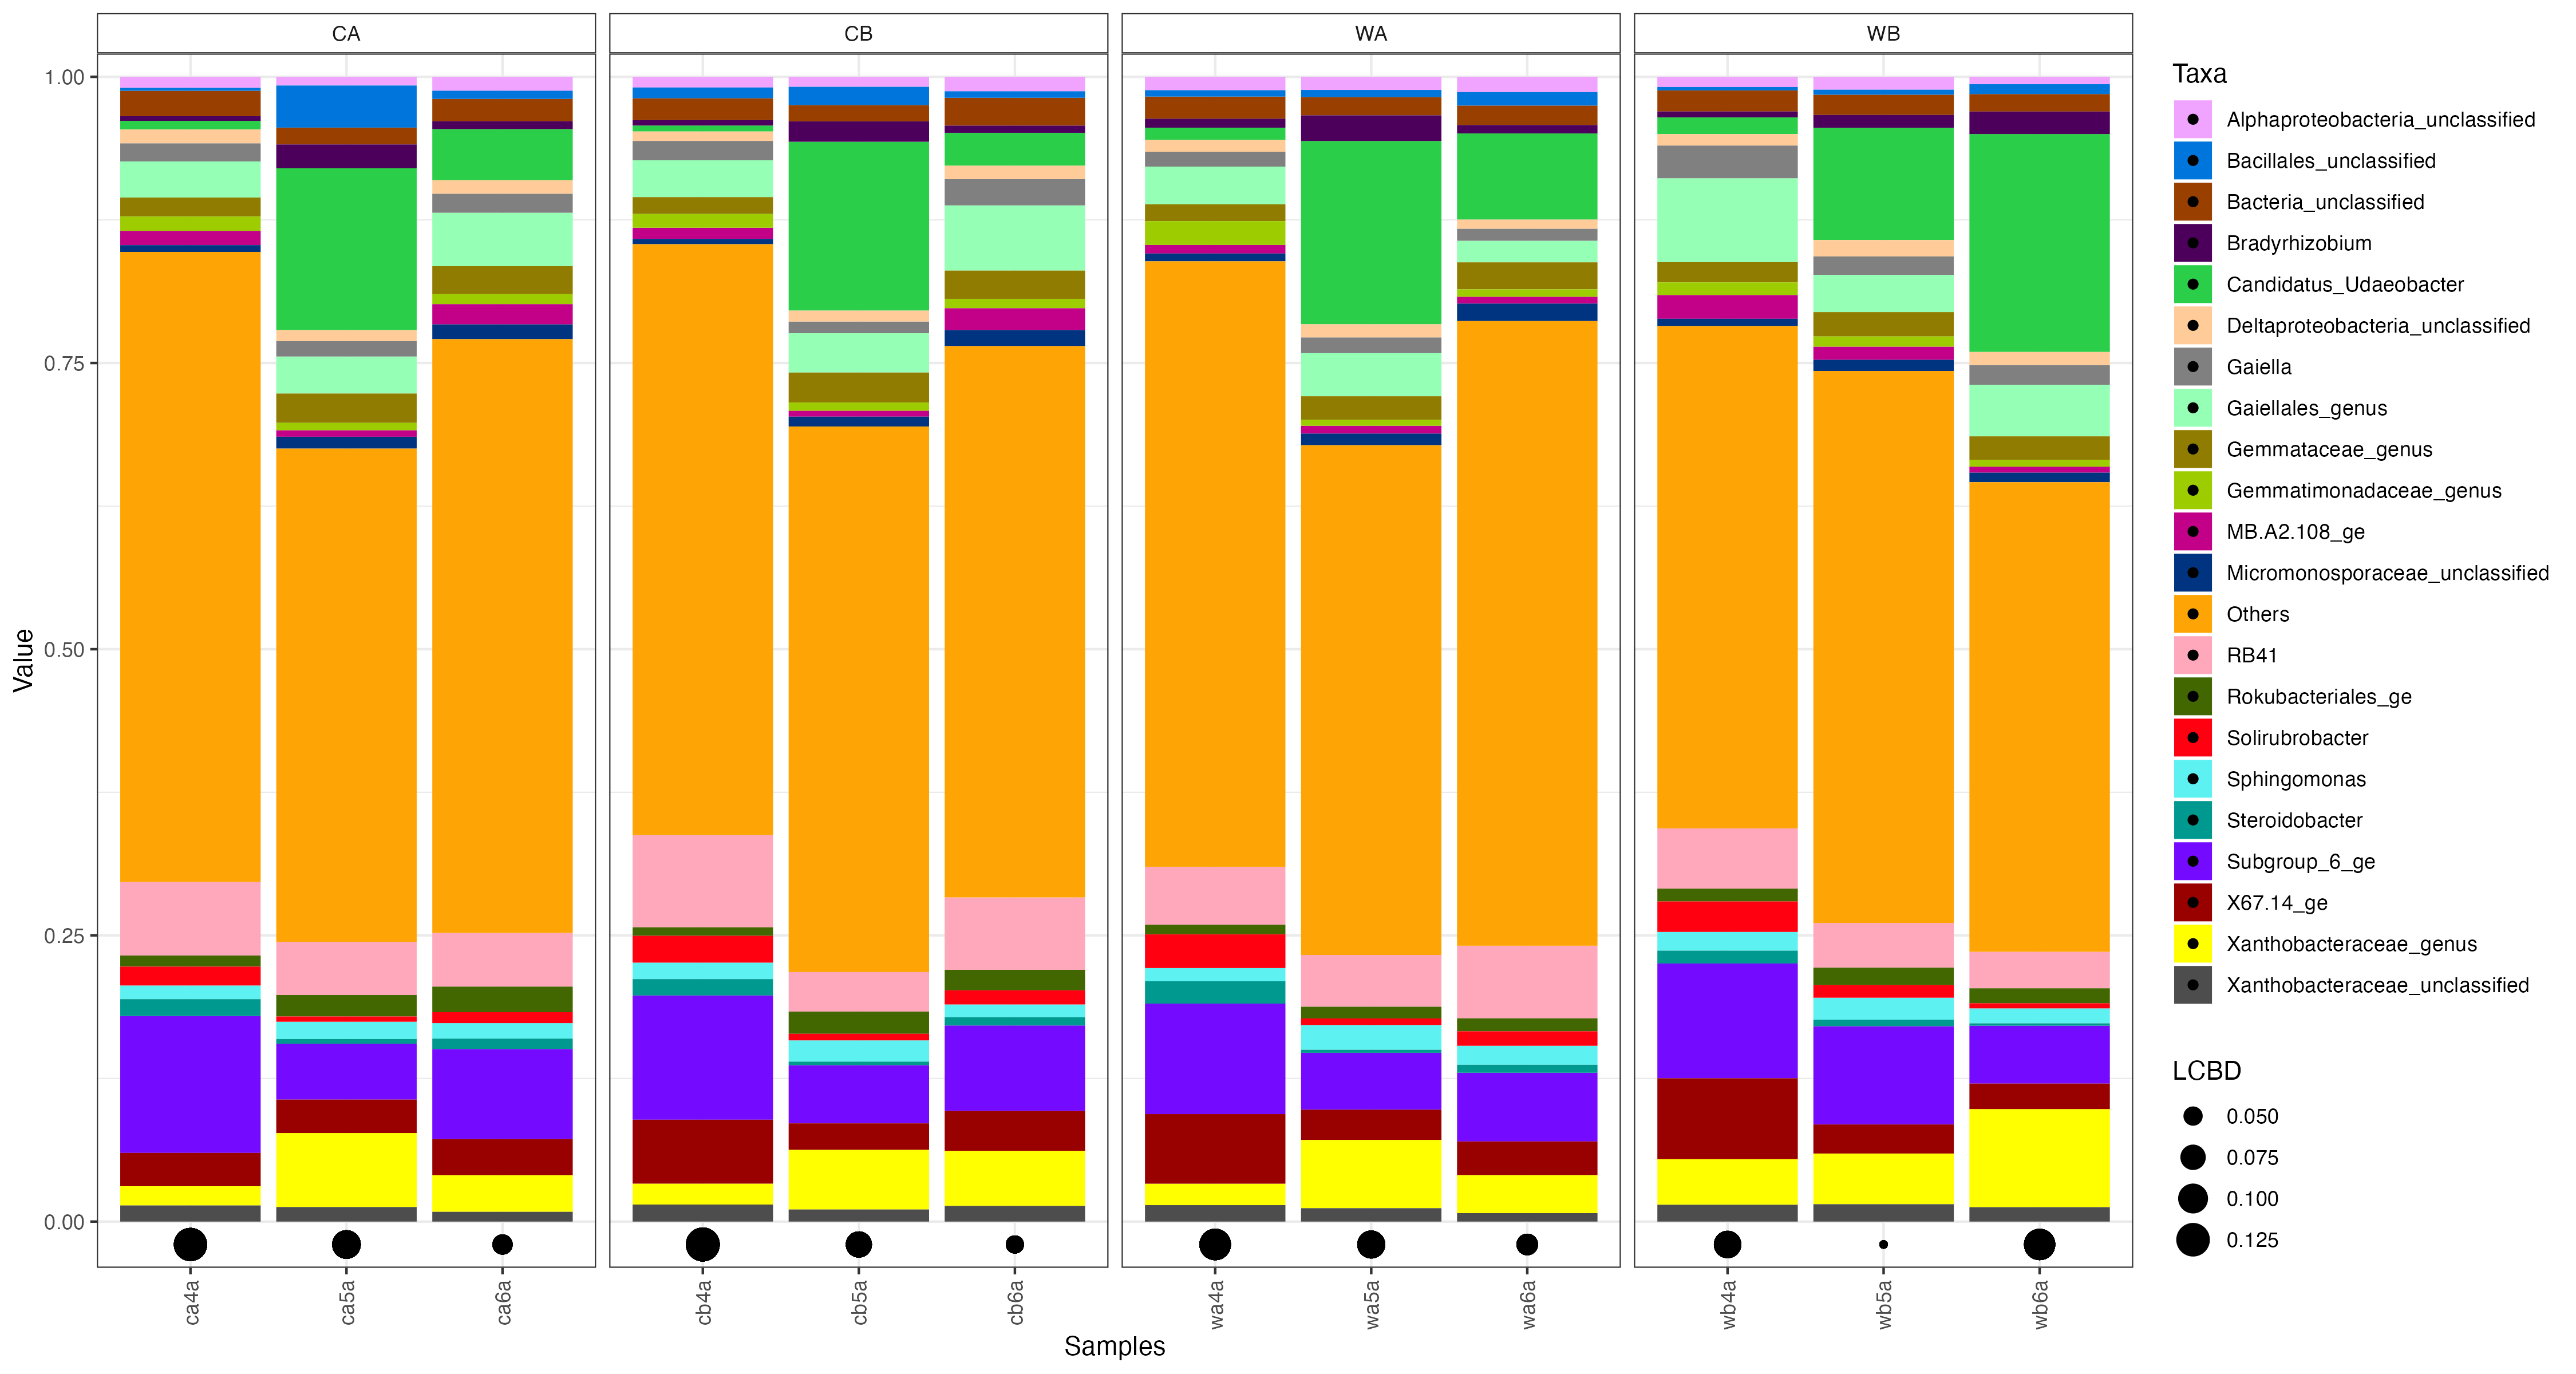 CA
CB
WA
WB
Value
1.00
0.75
0.50
0.25
0.00
ca4a
ca5a
ca6a
cb4a
cb5a
cb6a
wa4a
wa5a
wa6a
wb4a
wb5a
wb6a
Samples
Taxa
Alphaproteobacteria_unclassified
Bacillales_unclassified
Bacteria_unclassified
Bradyrhizobium
Candidatus_Udaeobacter
Deltaproteobacteria_unclassified
Gaiella
Gaiellales_genus
Gemmataceae_genus
Gemmatimonadaceae_genus
MB.A2.108_ge
Micromonosporaceae_unclassified
Others
RB41
Rokubacteriales_ge
Solirubrobacter
Sphingomonas
Steroidobacter
Subgroup_6_ge
X67.14_ge
Xanthobacteraceae_genus
Xanthobacteraceae_unclassified
LCBD
0.050
0.075
0.100
0.125